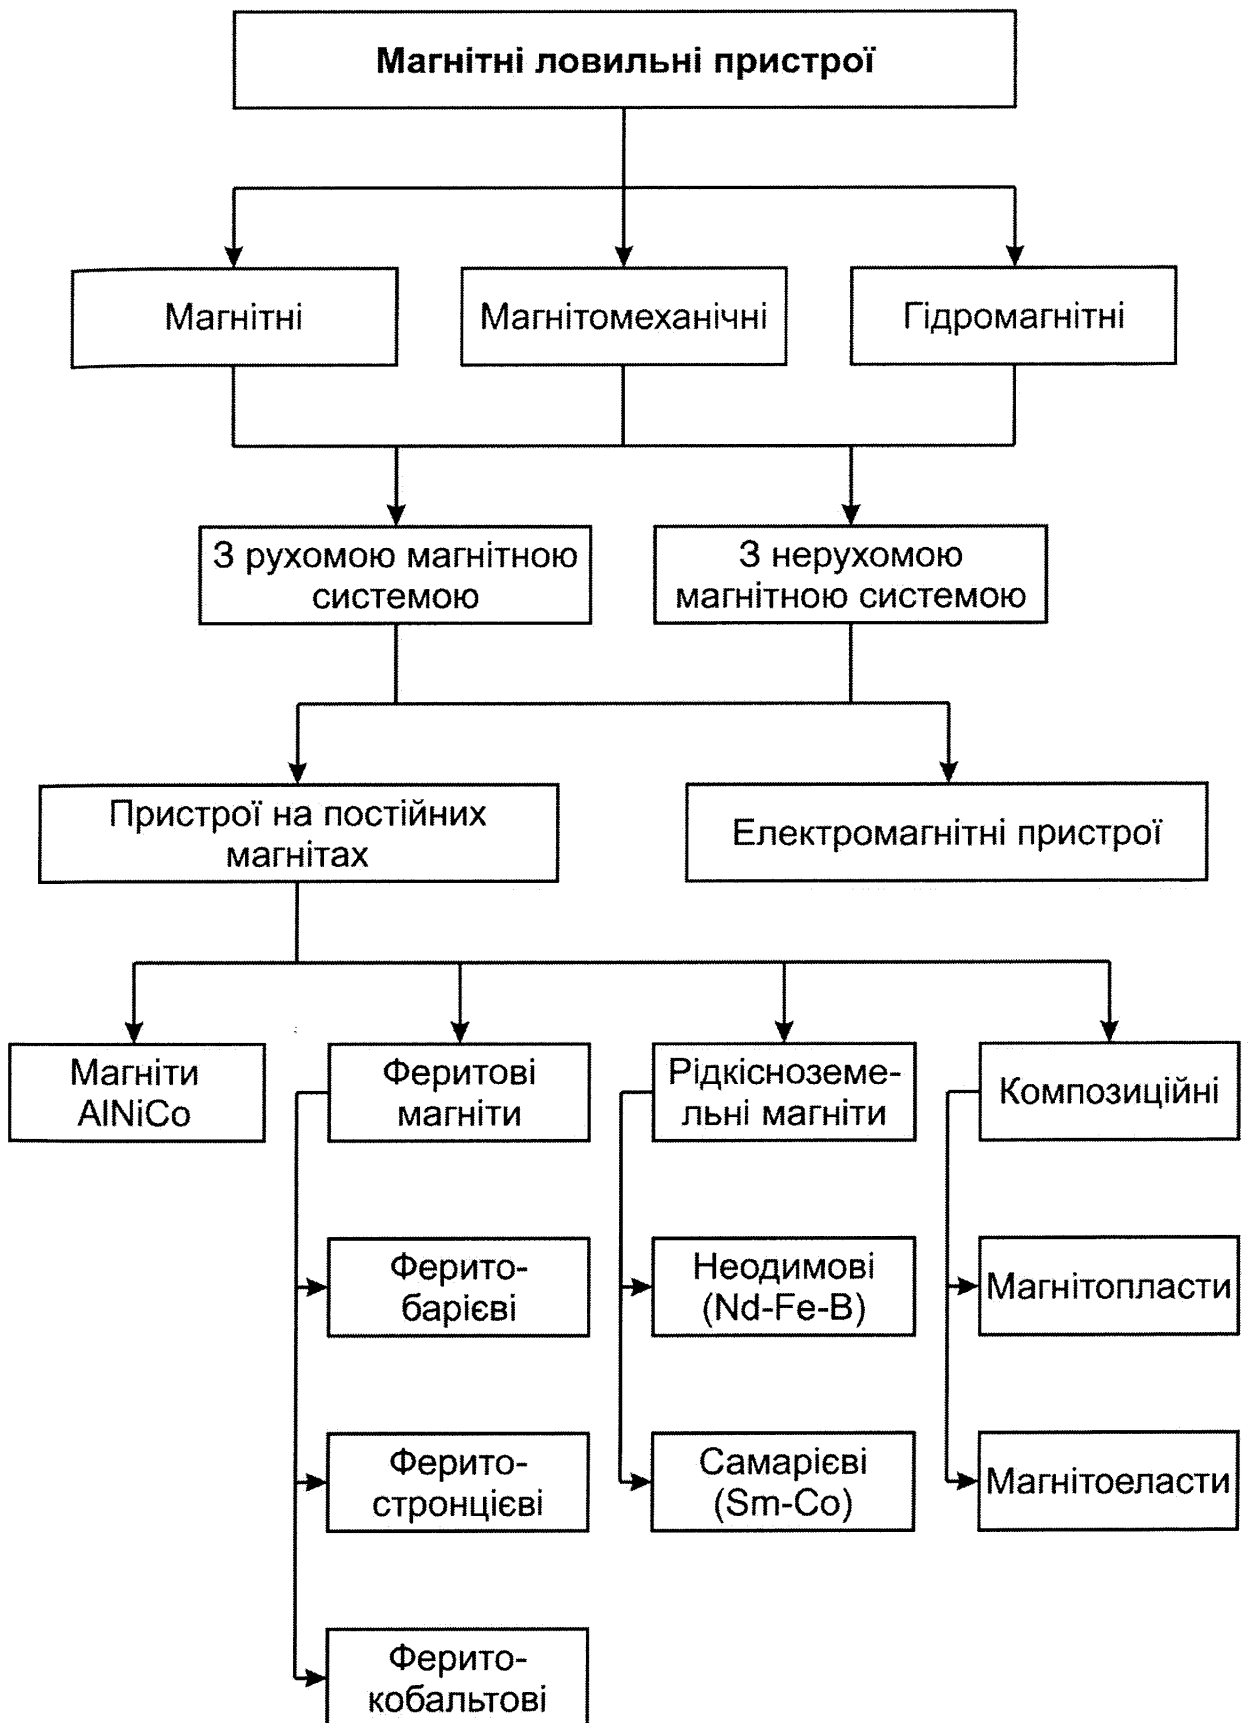 Магнітні ловильні пристрої
Магнітні
Магнітомеханічні
Гідромагнітні
З рухомою магнітною
системою
З нерухомою
магнітною системою
Пристрої на постійних
магнітах
Електромагнітні пристрої
Магніти
AlNiCo
Феритові
магніти
Рідкісноземе-
льні магніти
Композиційні
Ферито-
барієві
Неодимові
(Nd-Fe-B)
Магнітопласти
Ферито-
стронцієві
Самарієві
(Sm-Co)
Магнітоеласти
Ферито-
кобальтові